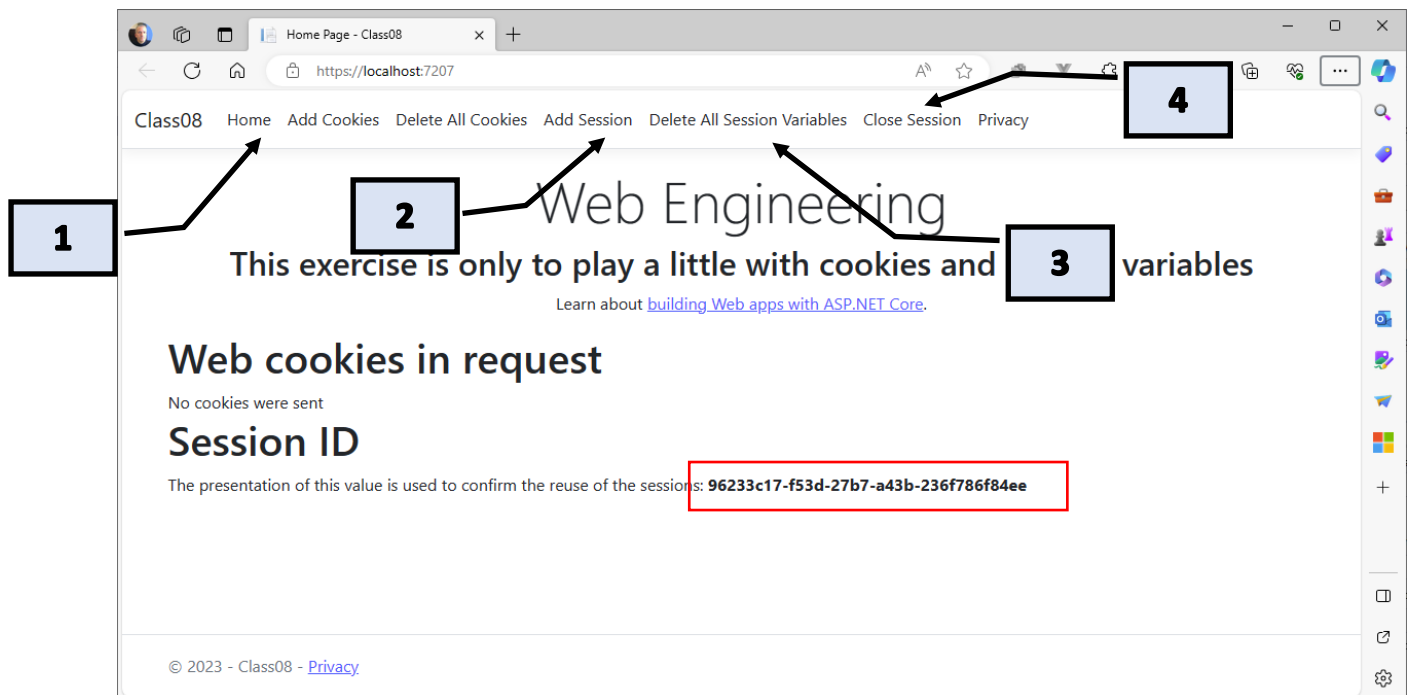 Home Page - Class08
https://localhost:7207
4
Class08 Home Add Cookies Delete All Cookies Add Session Delete All Session Variables Close Session Privacy
1
2
Web Engineering
3
This exercise is only to play a little with cookies and variables
Learn about building Web apps with ASP.NET Core.
Web cookies in request
No cookies were sent
Session ID
The presentation of this value is used to confirm the reuse of the sessions: 96233c17-f53d-27b7-a43b-236f786f84ee
© 2023 - Class08 - Privacy